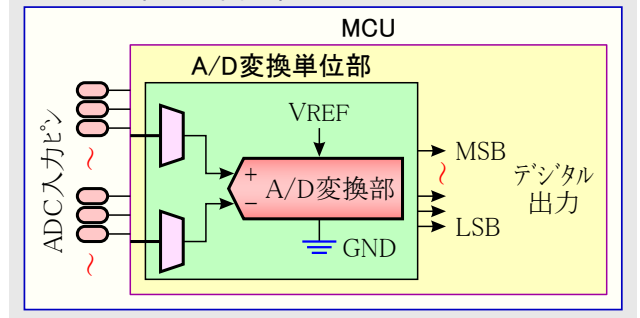 MCU
A/D変換単位部
VREF
ADC入力ピン
+
A/D変換部
−
GND
MSB
LSB
デジタル
出力